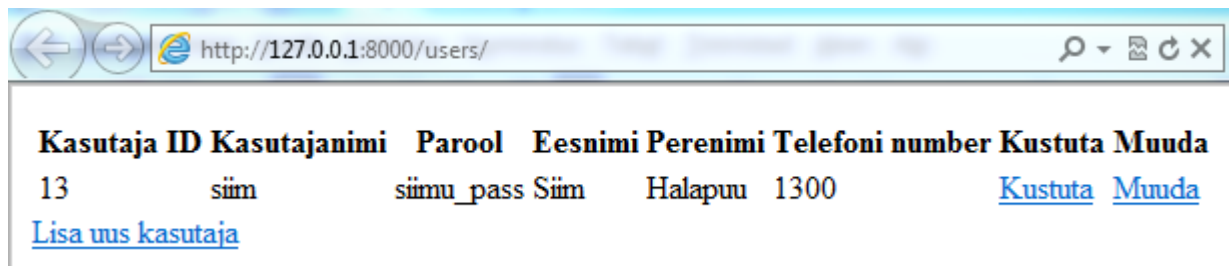 http://127.0.0.1:8000/users/
Kasutaja ID Kasutajanimi Parool Eesnimi Perenimi Telefoni number Kustuta Muuda
13 siim siimu_pass Siim Halapuu 1300 Kustuta Muuda
Lisa uus kasutaja